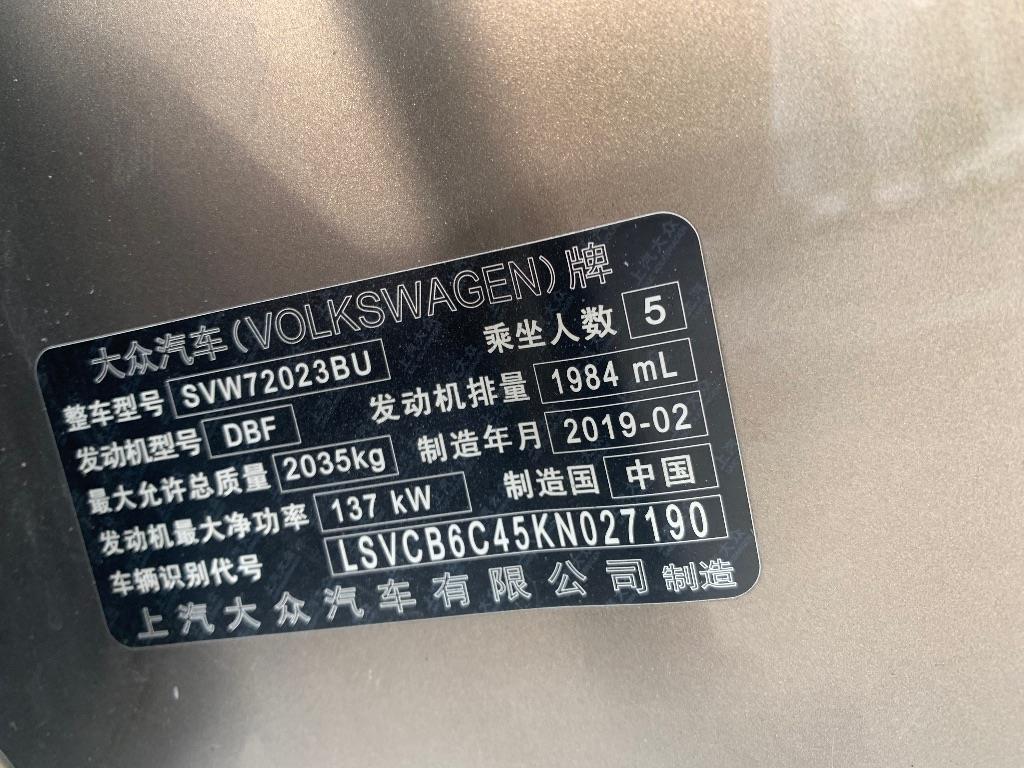 大众汽车(VOLKSWAGEN)牌
整车型号 SVW72023BU 乘坐人数 5
发动机型号 DBF 发动机排量 1984 mL
最大允许总质量 2035kg 制造年月 2019-02
发动机最大净功率 137 kW 制造国 中国
车辆识别代号 LSVCB6C45KN027190
上汽大众汽车有限公司 制造